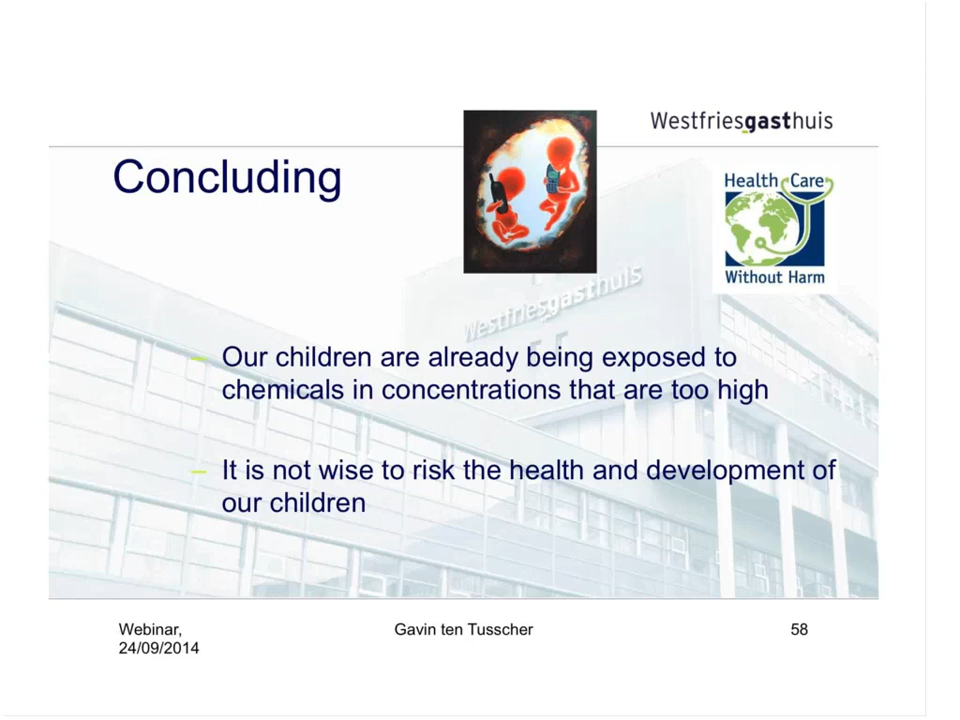 Westfriesgasthuis
Concluding
Health Care
Without Harm
Westfriesgasthuis
– Our children are already being exposed to
chemicals in concentrations that are too high
– It is not wise to risk the health and development of
our children
Webinar,
24/09/2014
Gavin ten Tusscher
58